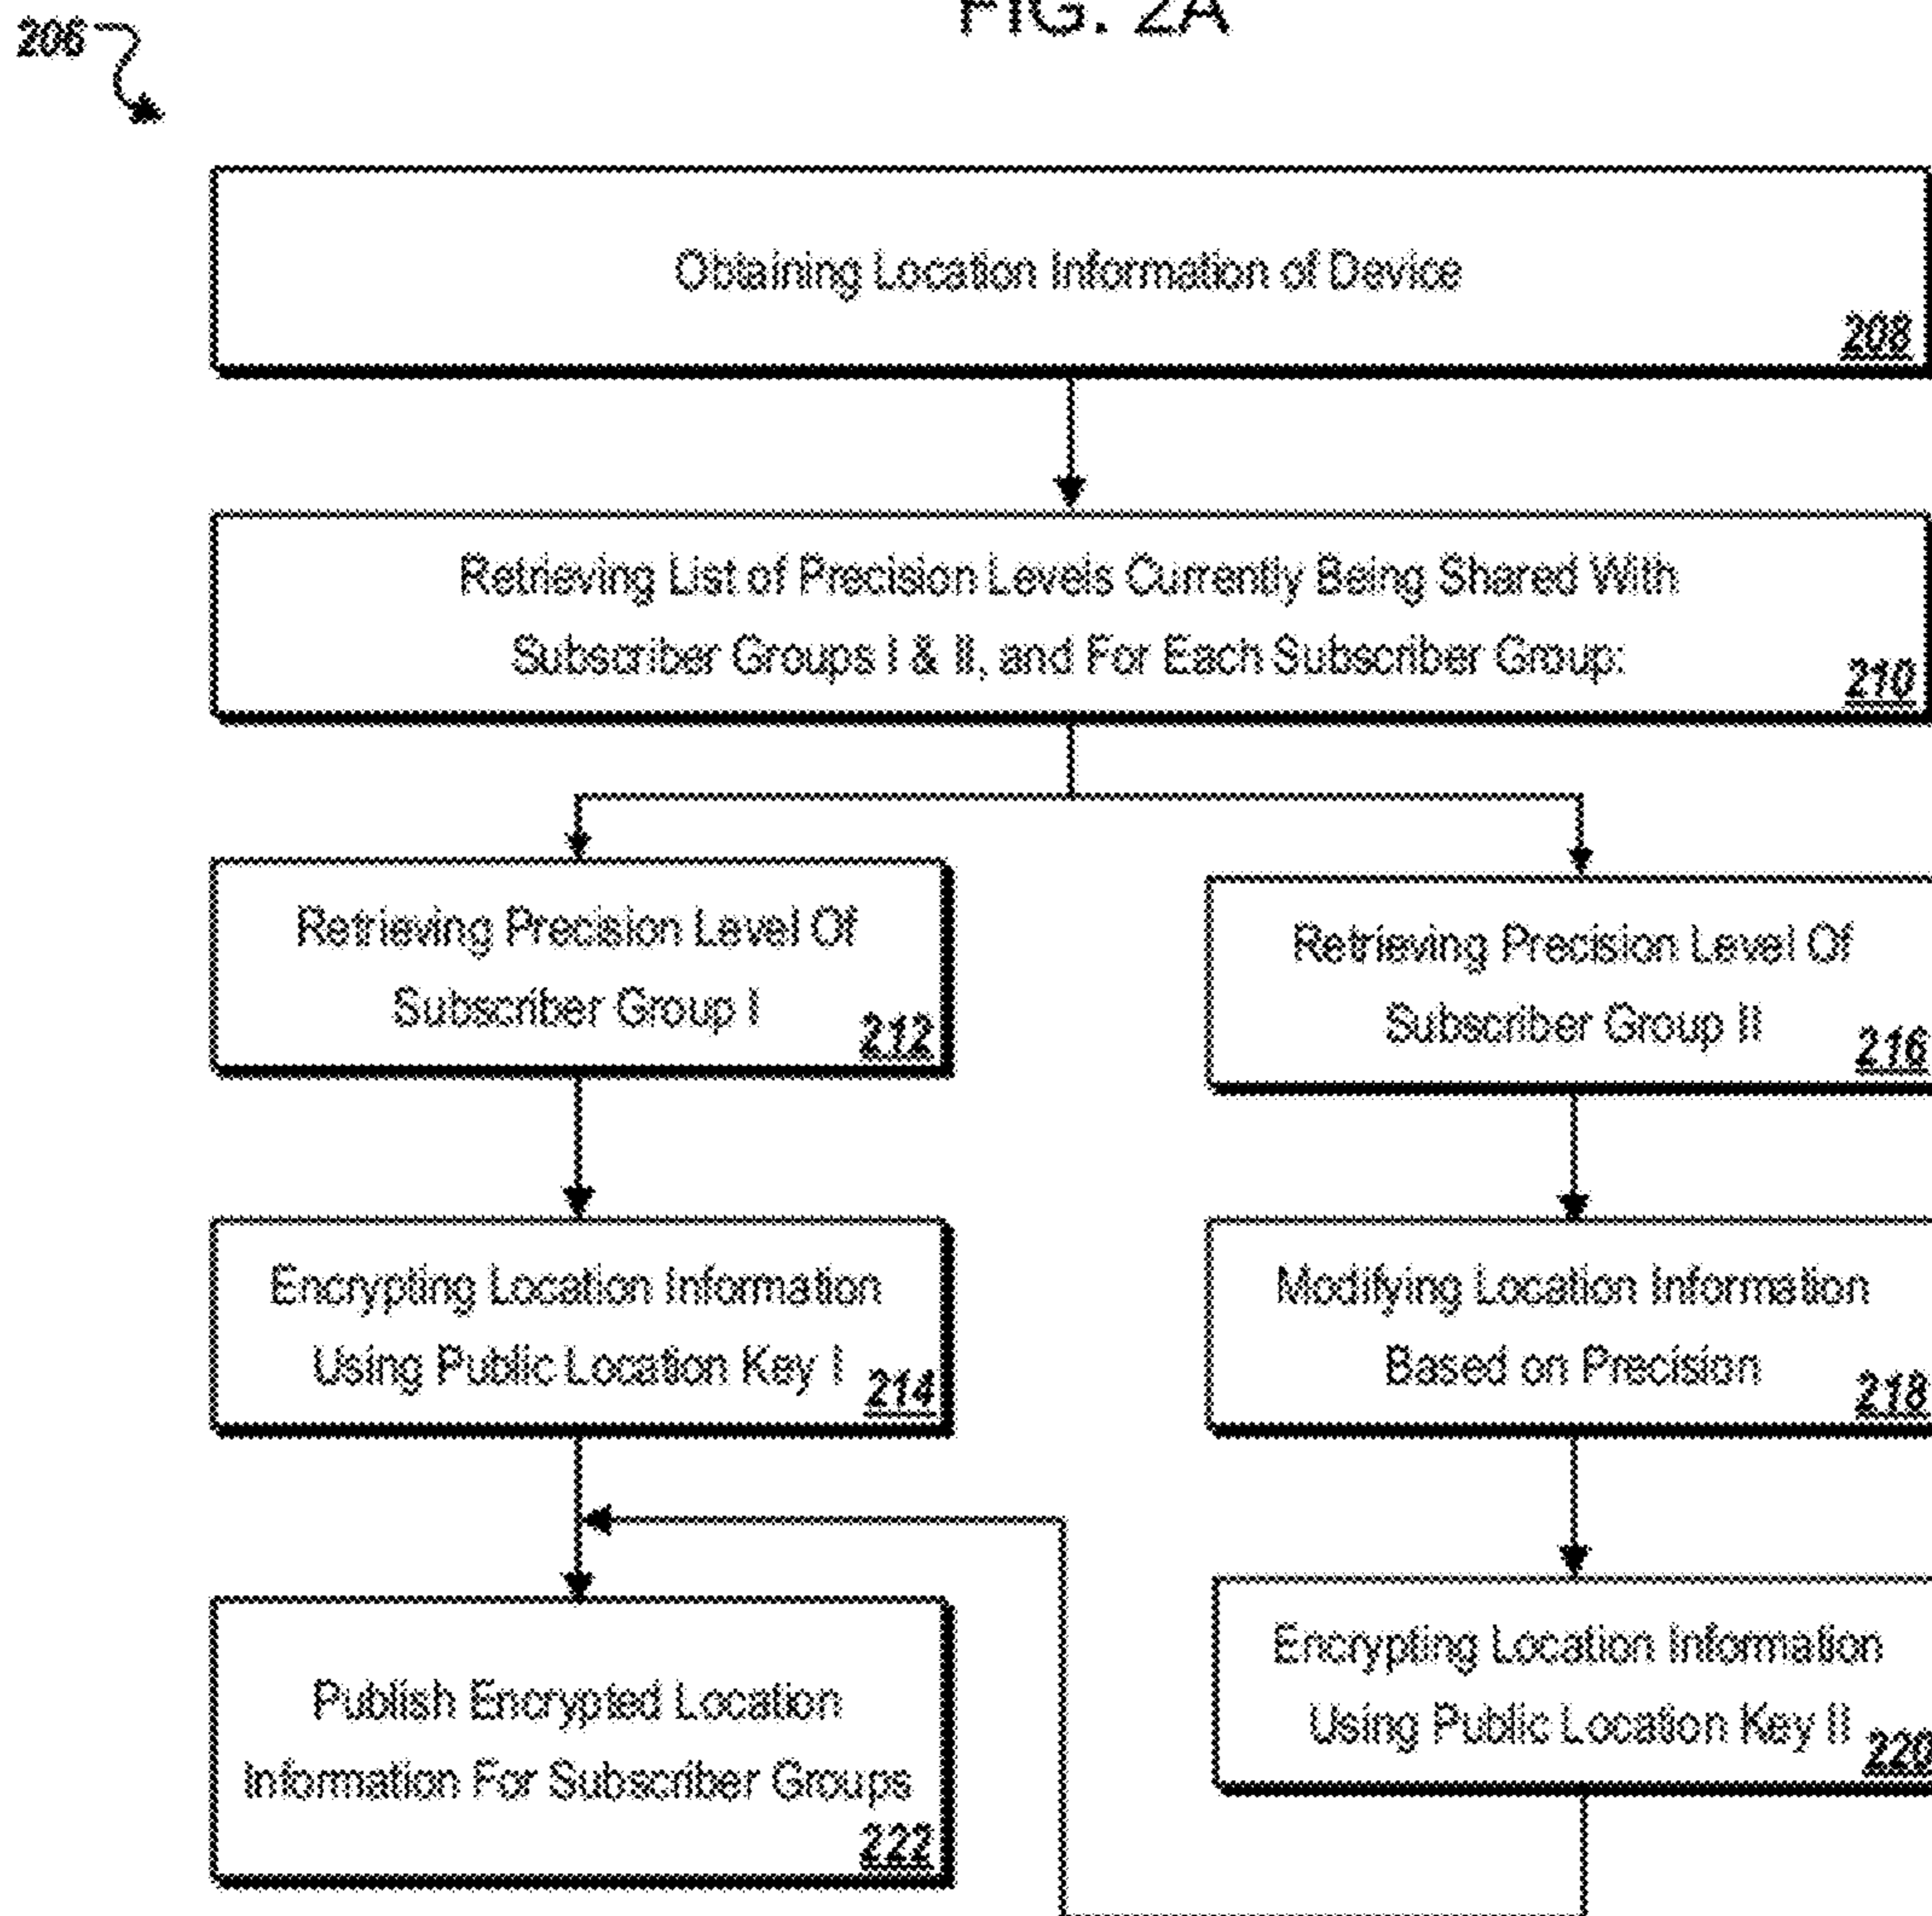 FIG. 2A
206
Obtaining Location Information of Device
208
Retrieving List of Precision Levels Currently Being Shared With
Subscriber Groups I & II, and For Each Subscriber Group:
210
Retrieving Precision Level Of
Subscriber Group I
212
Encrypting Location Information
Using Public Location Key I
214
Retrieving Precision Level Of
Subscriber Group II
216
Modifying Location Information
Based on Precision
218
Encrypting Location Information
Using Public Location Key II
220
Publish Encrypted Location
Information For Subscriber Groups
222